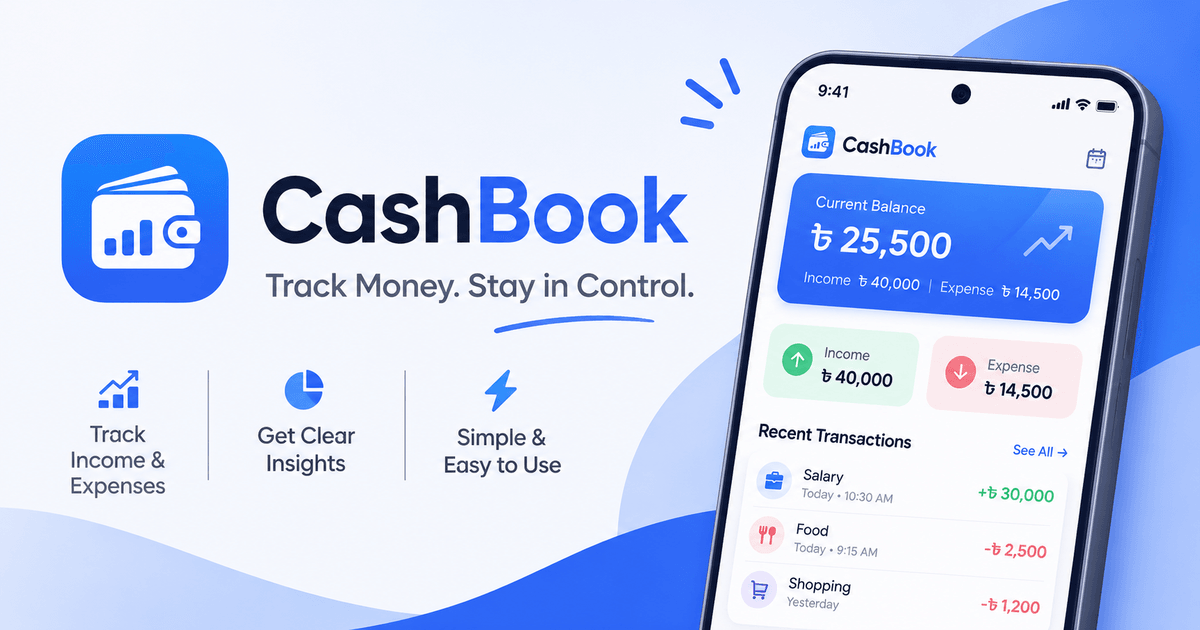 CashBook
Track Money. Stay in Control.
Track
Income &
Expenses
Get Clear
Insights
Simple &
Easy to Use
9:41
CashBook
Current Balance
৳ 25,500
Income ৳ 40,000 | Expense ৳ 14,500
Income
৳ 40,000
Expense
৳ 14,500
Recent Transactions
See All →
Salary
Today • 10:30 AM
+৳ 30,000
Food
Today • 9:15 AM
-৳ 2,500
Shopping
Yesterday
-৳ 1,200